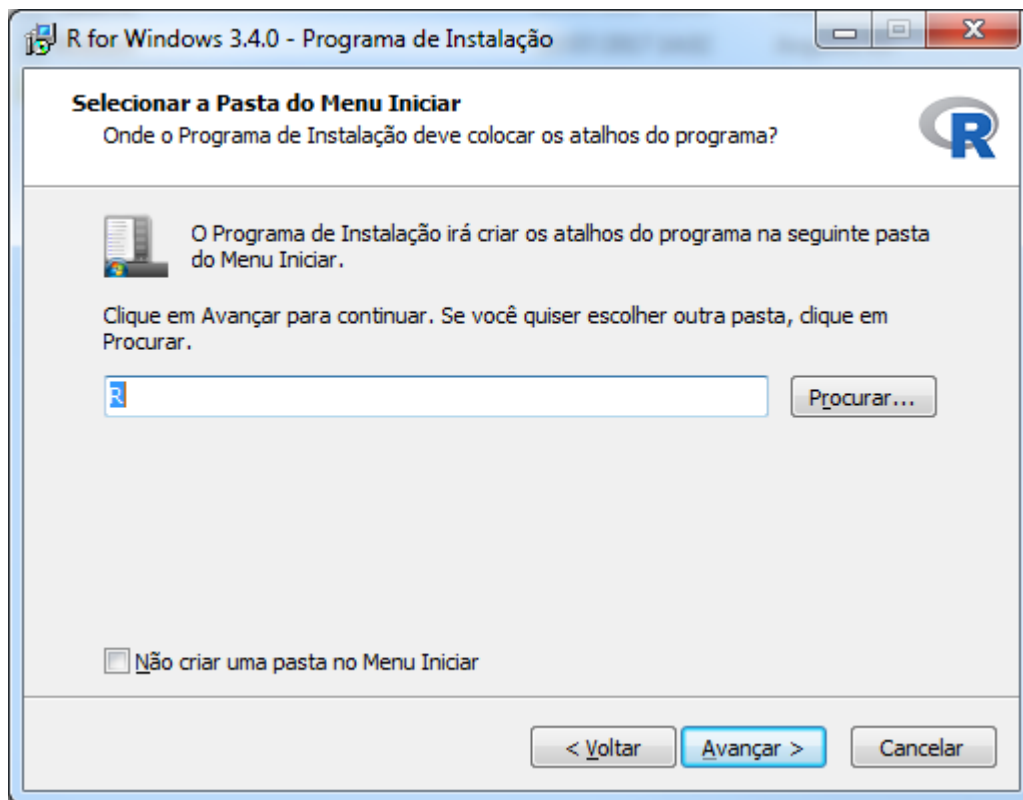 R for Windows 3.4.0 - Programa de Instalação
Selecionar a Pasta do Menu Iniciar
Onde o Programa de Instalação deve colocar os atalhos do programa?
R
O Programa de Instalação irá criar os atalhos do programa na seguinte pasta
do Menu Iniciar.
Clique em Avançar para continuar. Se você quiser escolher outra pasta, clique em
Procurar.
R
Procurar...
Não criar uma pasta no Menu Iniciar
< Voltar
Avançar >
Cancelar